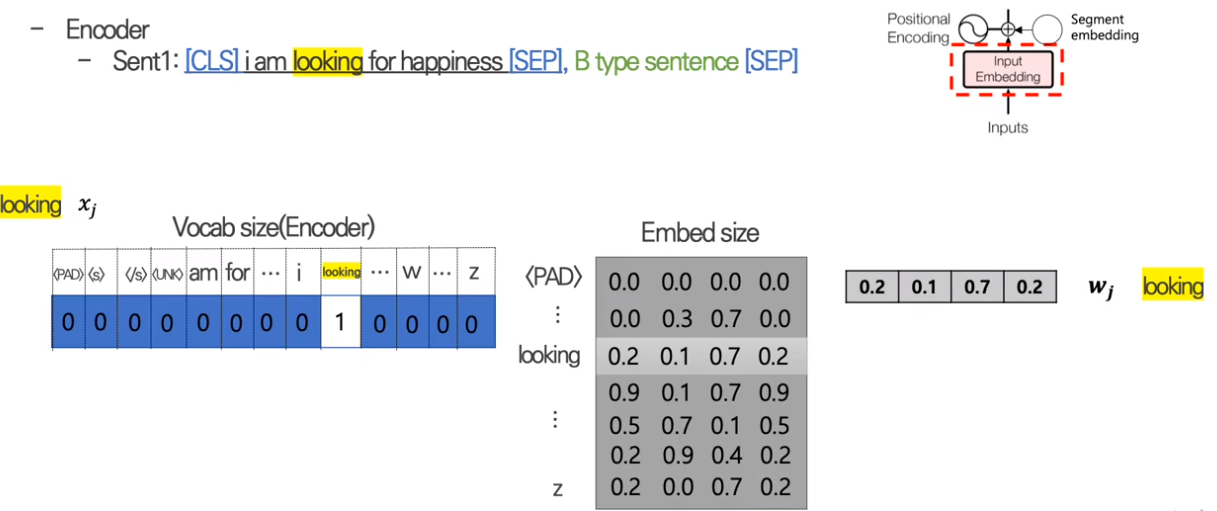 – Encoder
– Sent1: [CLS] i am looking for happiness [SEP], B type sentence [SEP]
Positional
Encoding
Segment
embedding
Input
Embedding
Inputs
looking xⱼ
Vocab size(Encoder)
⟨PAD⟩ ⟨s⟩ ⟨/s⟩ ⟨UNK⟩ am for ⋯ i looking ⋯ w ⋯ z
0 0 0 0 0 0 0 0 1 0 0 0 0
Embed size
⟨PAD⟩ 0.0 0.0 0.0 0.0
⋮ 0.0 0.3 0.7 0.0
looking 0.2 0.1 0.7 0.2
0.9 0.1 0.7 0.9
⋮ 0.5 0.7 0.1 0.5
0.2 0.9 0.4 0.2
z 0.2 0.0 0.7 0.2
0.2 0.1 0.7 0.2 wⱼ looking